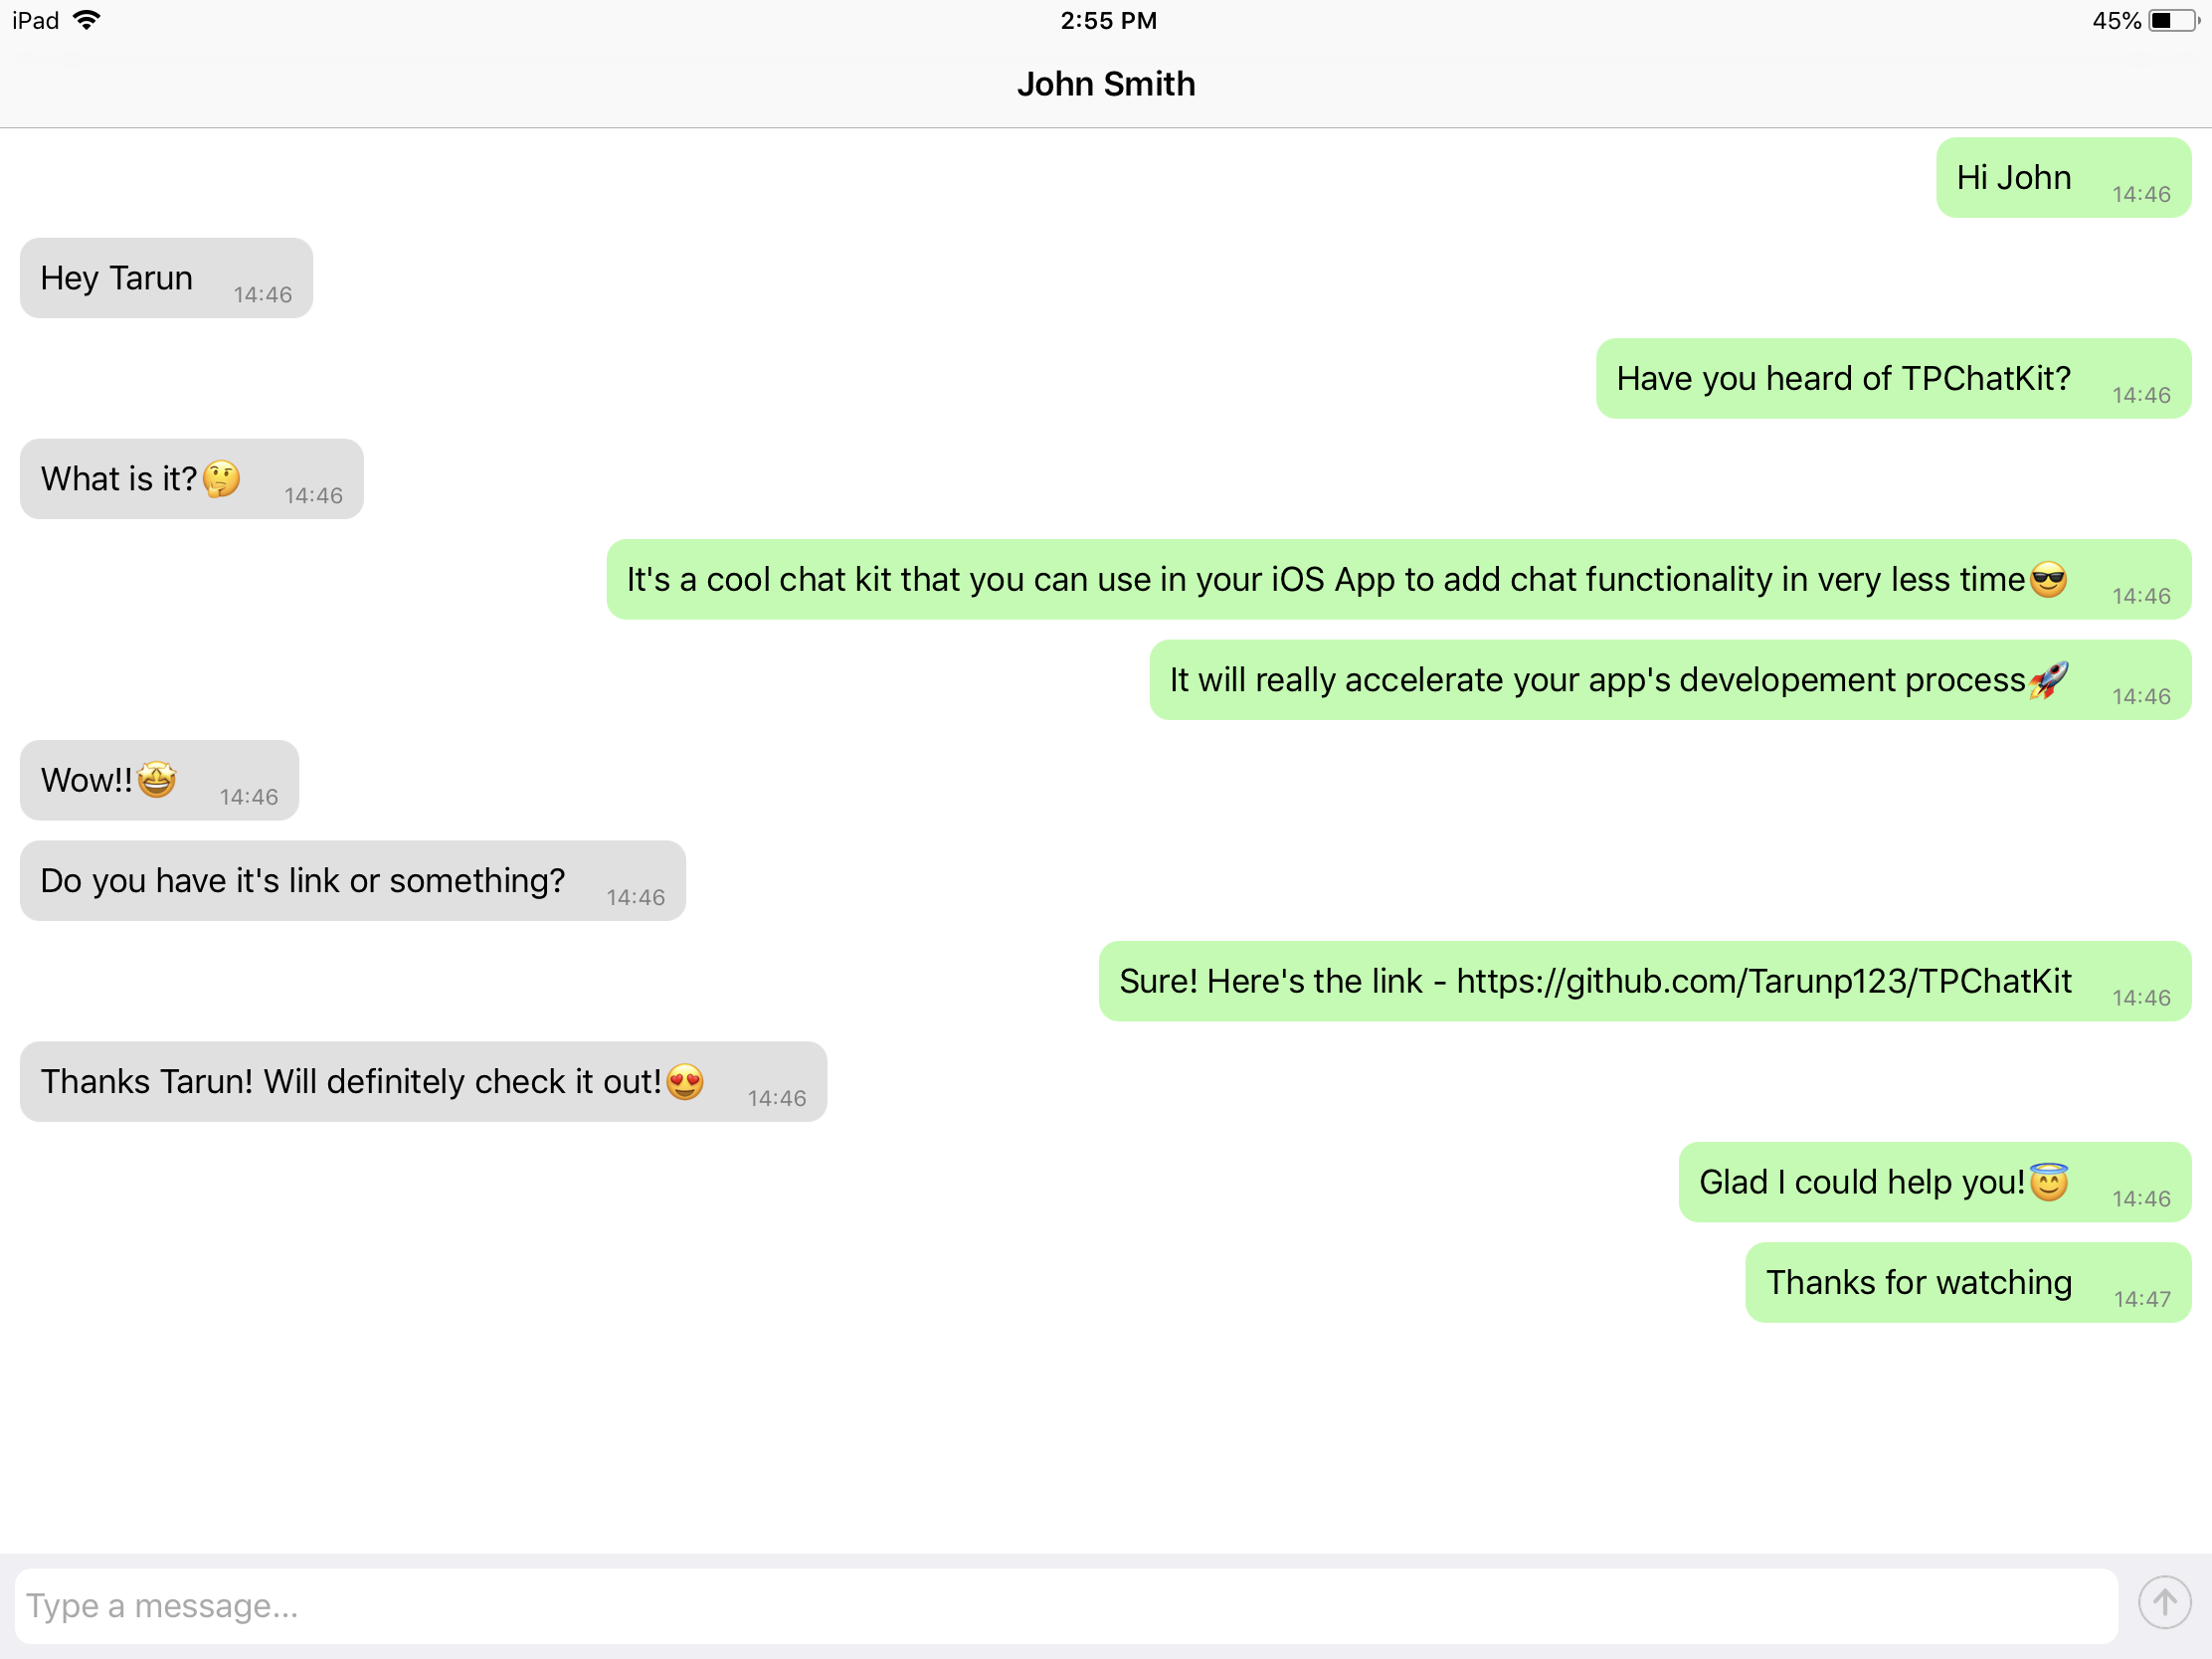 iPad 2:55 PM 45%
John Smith
Hi John 14:46
Hey Tarun 14:46
Have you heard of TPChatKit? 14:46
What is it?🤔 14:46
It's a cool chat kit that you can use in your iOS App to add chat functionality in very less time😎 14:46
It will really accelerate your app's developement process🚀 14:46
Wow!!🤩 14:46
Do you have it's link or something? 14:46
Sure! Here's the link - https://github.com/Tarunp123/TPChatKit 14:46
Thanks Tarun! Will definitely check it out!😍 14:46
Glad I could help you!😇 14:46
Thanks for watching 14:47
Type a message...